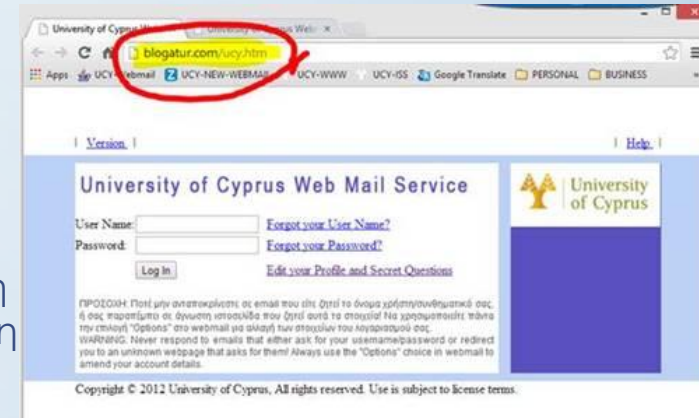 University of Cyprus Web
University of Cyprus Web
blogatur.com/ucy.htm
Apps UCY-Webmail UCY-NEW-WEBMAIL UCY-WWW UCY-ISS Google Translate PERSONAL BUSINESS
| Version |
| Help |
University of Cyprus Web Mail Service
University
of Cyprus
User Name:
Forgot your User Name?
Password:
Forgot your Password?
Log In
Edit your Profile and Secret Questions
ΠΡΟΣΟΧΗ: Ποτέ μην ανταποκρίνεστε σε email που είτε ζητεί το όνομα χρήστη/συνθηματικό σας,
ή σας παραπέμπει σε άγνωστη ιστοσελίδα που ζητεί αυτά τα στοιχεία! Να χρησιμοποιείτε πάντα
την επιλογή "Options" στο webmail για αλλαγή των στοιχείων του λογαριασμού σας.
WARNING: Never respond to emails that either ask for your username/password or redirect
you to an unknown webpage that asks for them! Always use the "Options" choice in webmail to
amend your account details.
Copyright © 2012 University of Cyprus, All rights reserved. Use is subject to license terms.